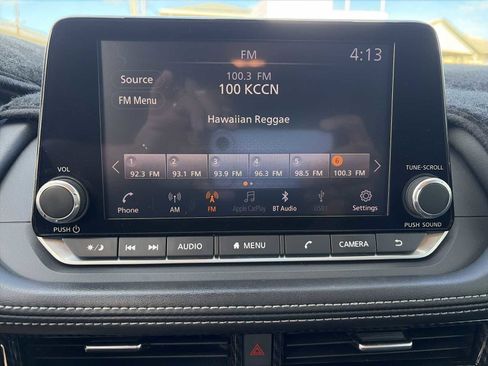 FM
4:13
Source
100.3 FM
100 KCCN
FM Menu
Hawaiian Reggae
1 2 3 4 5 6
92.3 FM 93.1 FM 93.9 FM 96.3 FM 98.5 FM 100.3 FM
VOL
TUNE·SCROLL
Phone AM FM Apple CarPlay BT Audio USB1 Settings
PUSH
PUSH SOUND
AUDIO MENU CAMERA